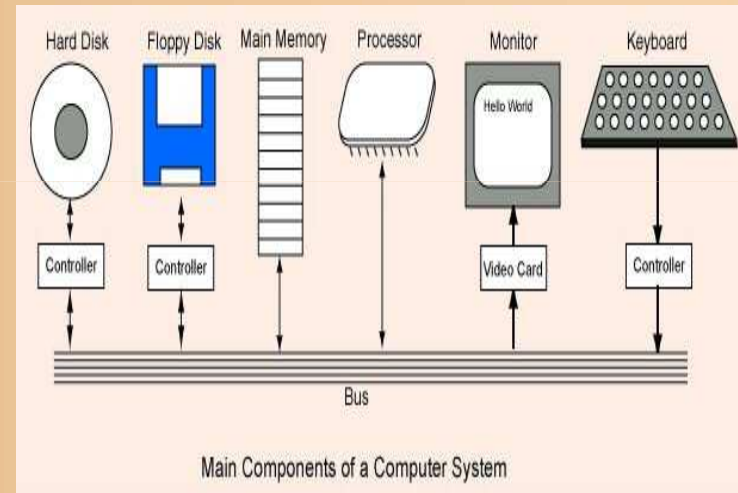 Hard Disk Floppy Disk Main Memory Processor Monitor Keyboard
Hello World
Controller Controller Video Card Controller
Bus
Main Components of a Computer System